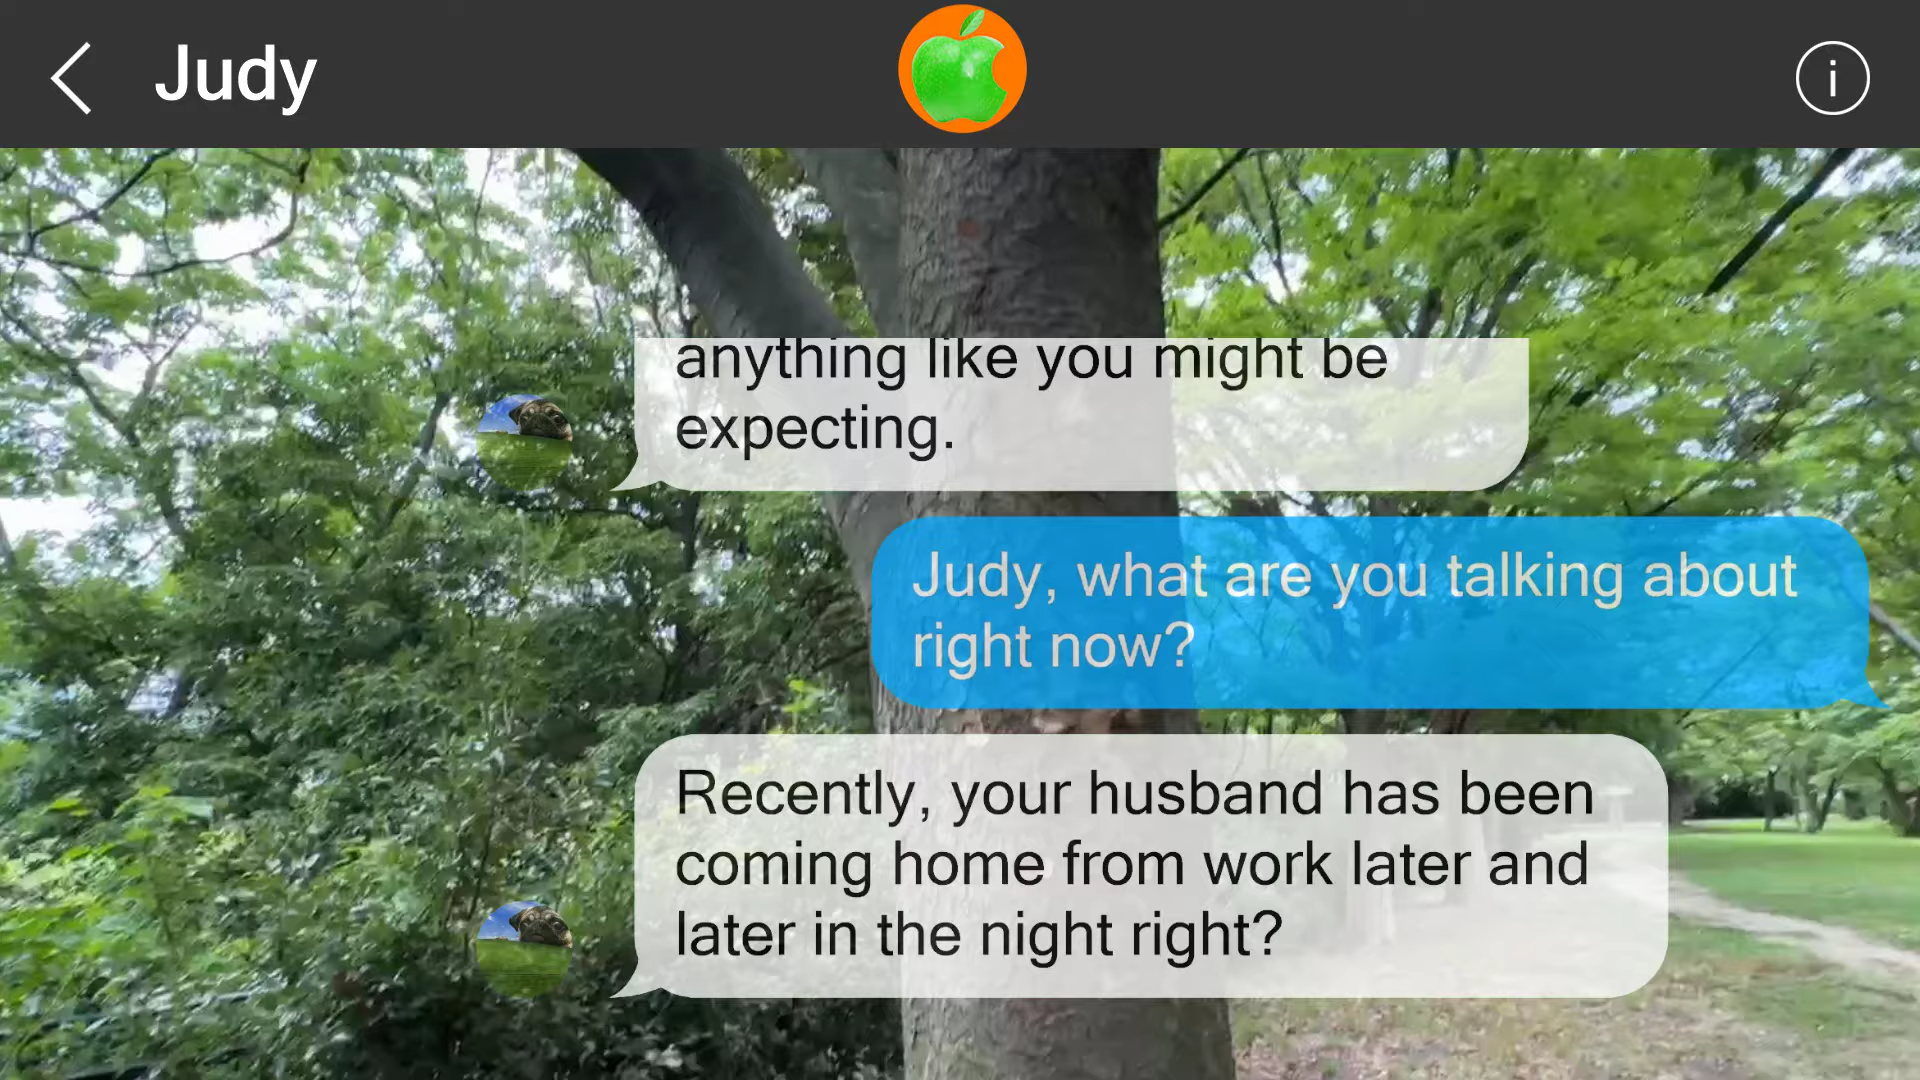 Judy
i
anything like you might be
expecting.
Judy, what are you talking about
right now?
Recently, your husband has been
coming home from work later and
later in the night right?